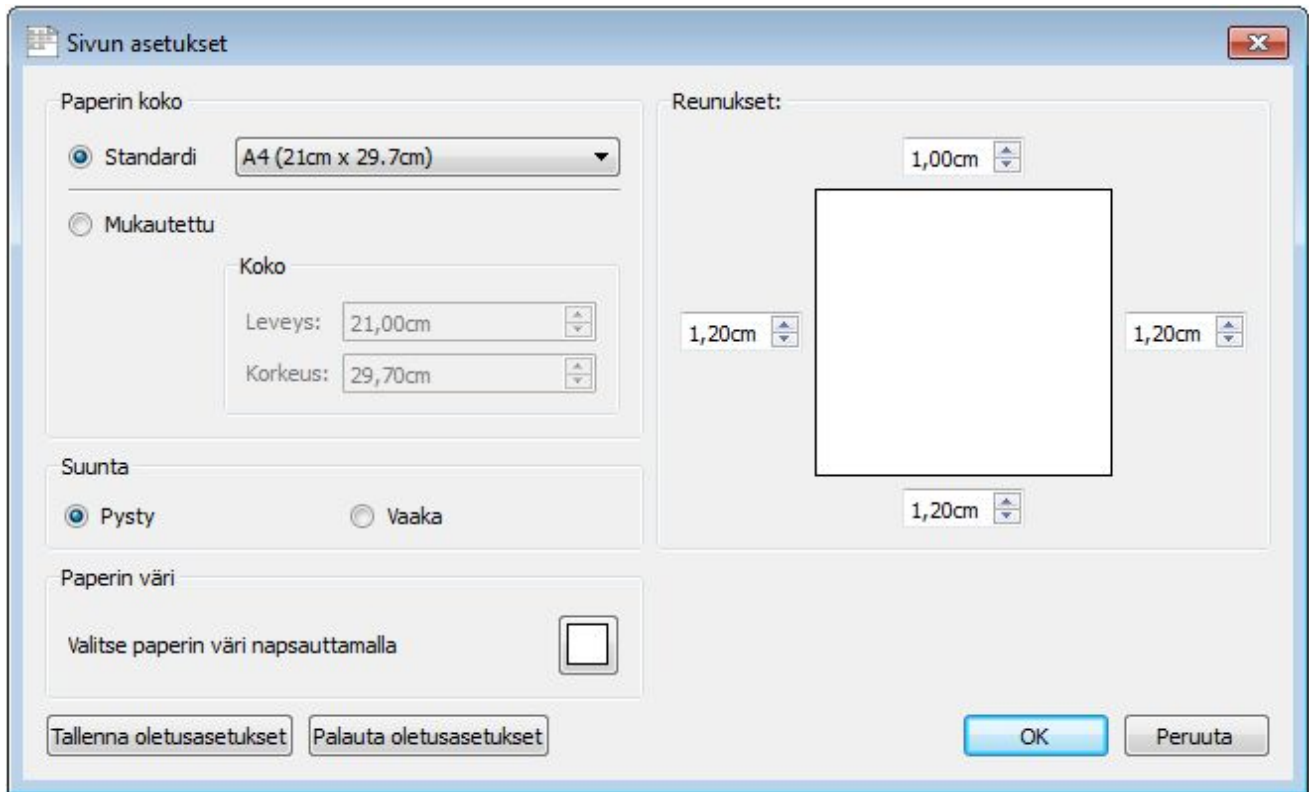 Sivun asetukset
Paperin koko
Standardi A4 (21cm x 29.7cm)
Mukautettu
Koko
Leveys: 21,00cm
Korkeus: 29,70cm
Suunta
Pysty Vaaka
Paperin väri
Valitse paperin väri napsauttamalla
Reunukset:
1,00cm
1,20cm 1,20cm
1,20cm
Tallenna oletusasetukset Palauta oletusasetukset OK Peruuta